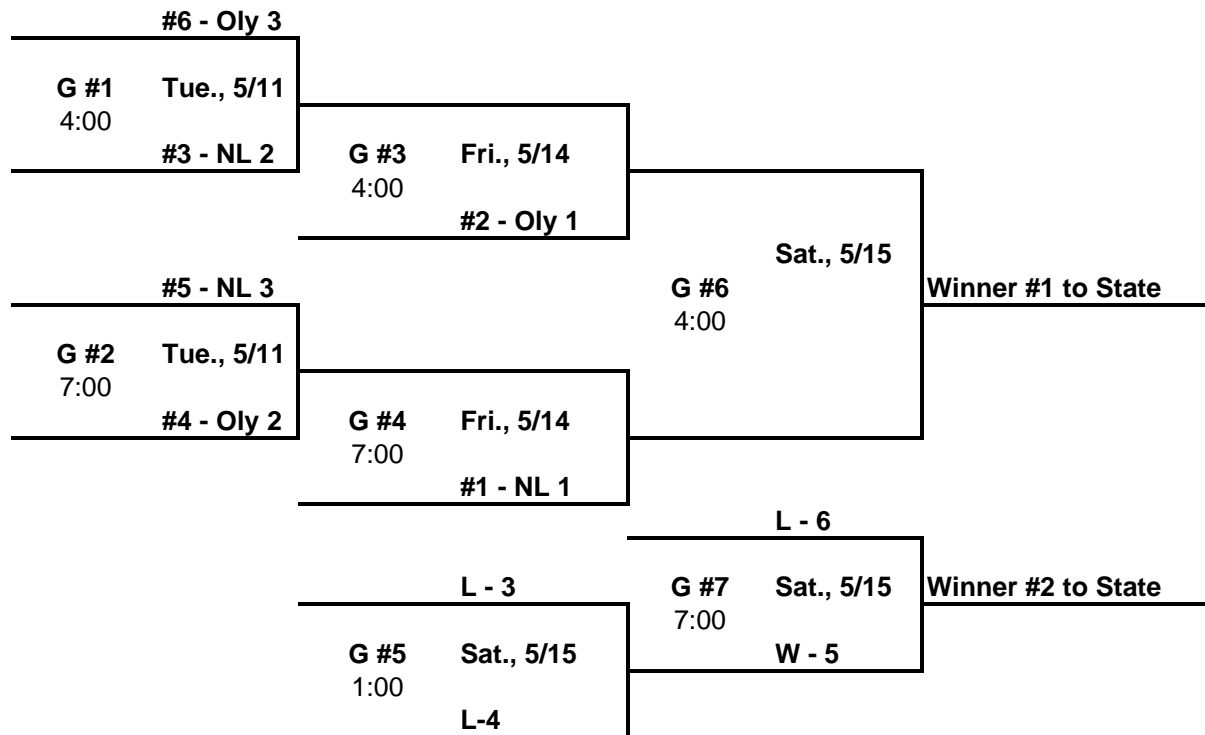 #6 - Oly 3
G #1 Tue., 5/11
4:00
#3 - NL 2 G #3 Fri., 5/14
4:00
#2 - Oly 1
Sat., 5/15
#5 - NL 3 G #6 Winner #1 to State
4:00
G #2 Tue., 5/11
7:00
#4 - Oly 2 G #4 Fri., 5/14
7:00
#1 - NL 1
L - 6
L - 3 G #7 Sat., 5/15 Winner #2 to State
7:00
G #5 Sat., 5/15 W - 5
1:00
L-4